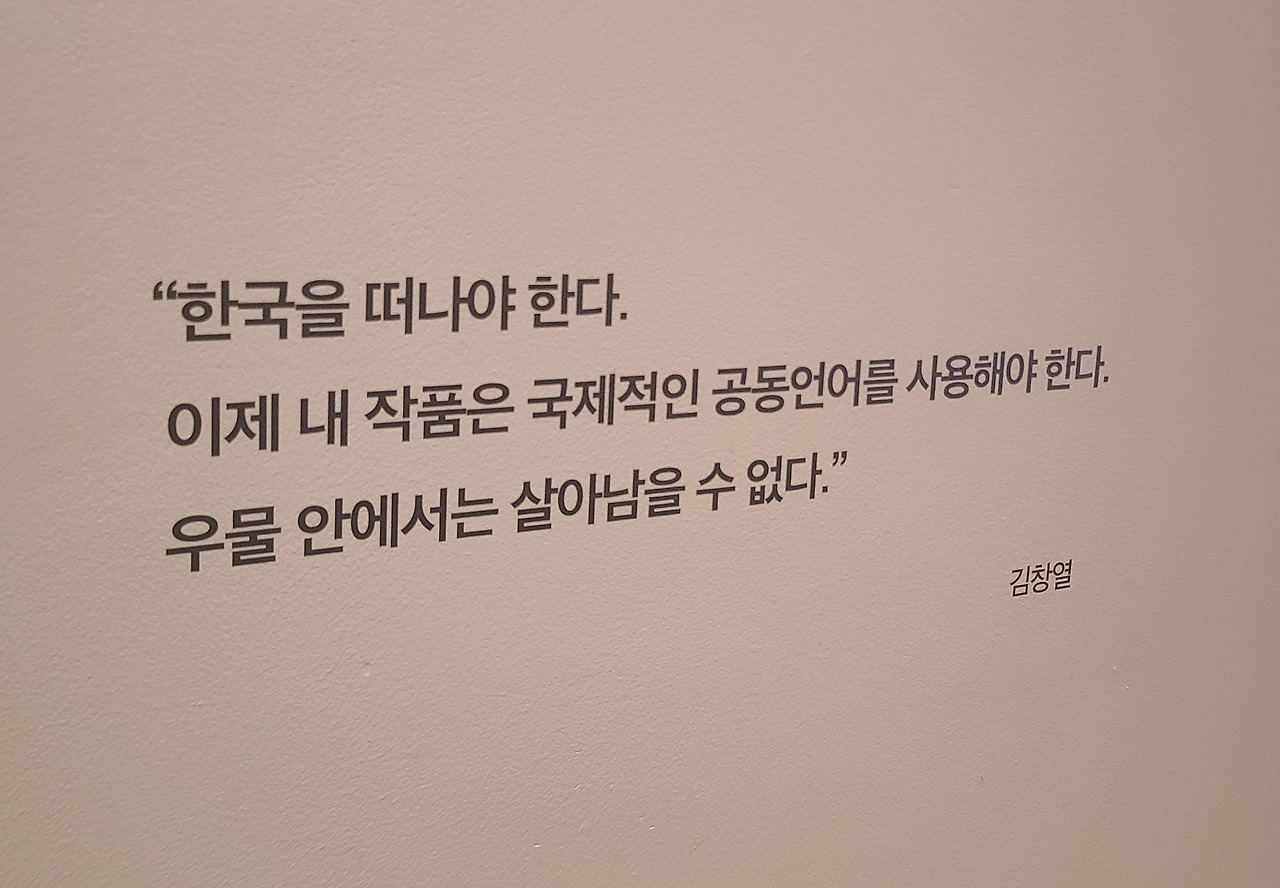 “한국을 떠나야 한다.
이제 내 작품은 국제적인 공동언어를 사용해야 한다.
우물 안에서는 살아남을 수 없다.”
김창열